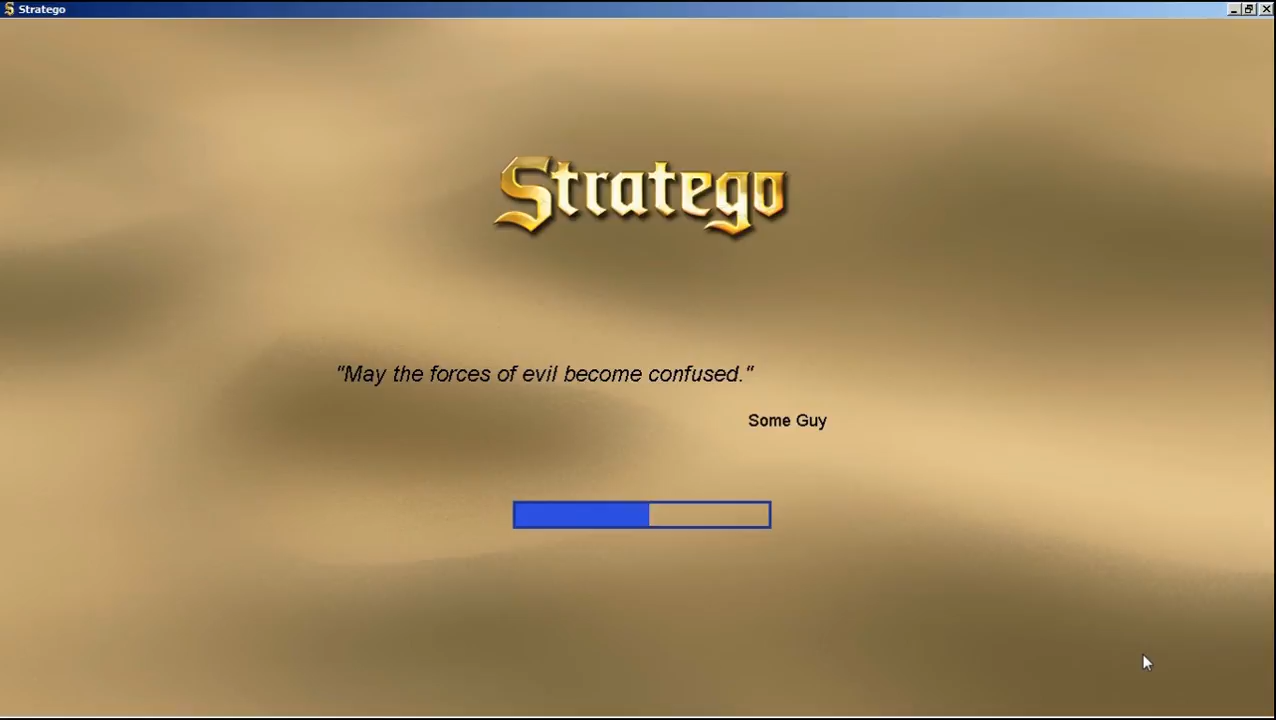 Stratego
Stratego
"May the forces of evil become confused."
Some Guy